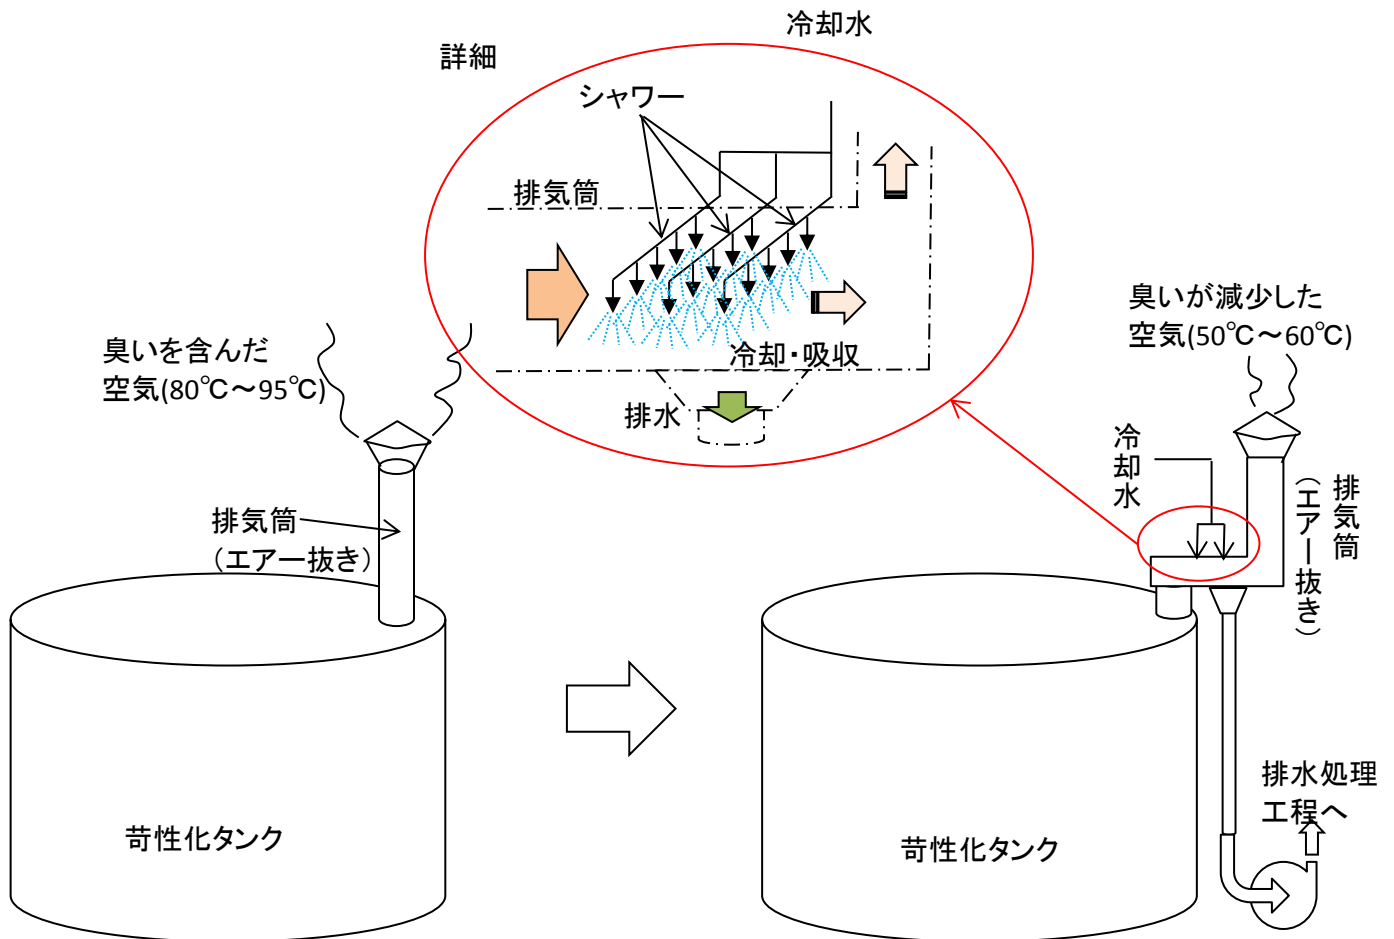 冷却水
詳細
シャワー
排気筒
冷却・吸収
排水
臭いを含んだ
空気(80℃～95℃)
排気筒
（エアー抜き）
苛性化タンク
臭いが減少した
空気(50℃～60℃)
冷却水
排気筒
（エアー抜き）
苛性化タンク
排水処理
工程へ